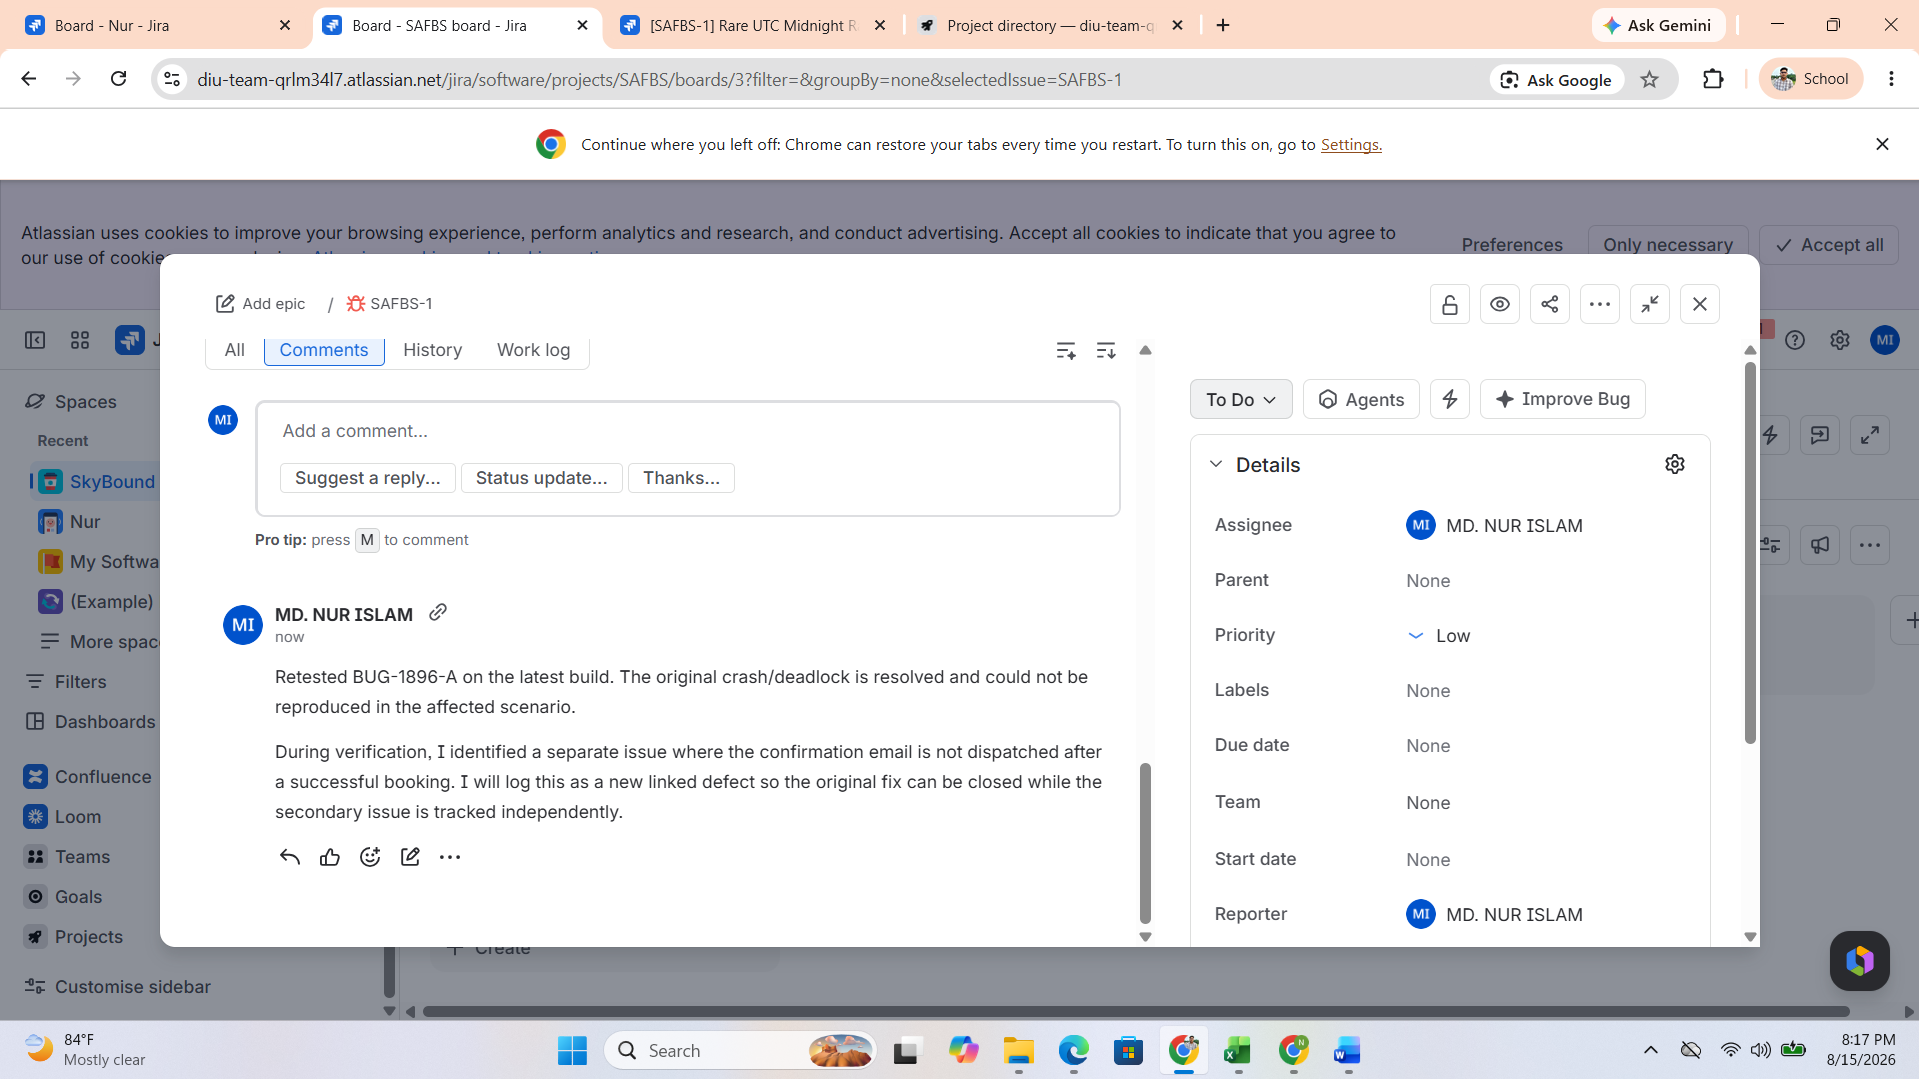 Board - Nur - Jira
Board - SAFBS board - Jira
[SAFBS-1] Rare UTC Midnight R
Project directory — diu-team-q
Ask Gemini
diu-team-qrlm34l7.atlassian.net/jira/software/projects/SAFBS/boards/3?filter=&groupBy=none&selectedIssue=SAFBS-1
Ask Google
School
Continue where you left off: Chrome can restore your tabs every time you restart. To turn this on, go to Settings.
Atlassian uses cookies to improve your browsing experience, perform analytics and research, and conduct advertising. Accept all cookies to indicate that you agree to
our use of cookie
Preferences
Only necessary
Accept all
Add epic / SAFBS-1
All
Comments
History
Work log
MI
Add a comment...
Suggest a reply...
Status update...
Thanks...
Pro tip: press M to comment
MI
MD. NUR ISLAM
now
Retested BUG-1896-A on the latest build. The original crash/deadlock is resolved and could not be
reproduced in the affected scenario.
During verification, I identified a separate issue where the confirmation email is not dispatched after
a successful booking. I will log this as a new linked defect so the original fix can be closed while the
secondary issue is tracked independently.
To Do
Agents
Improve Bug
Details
Assignee
MI MD. NUR ISLAM
Parent
None
Priority
Low
Labels
None
Due date
None
Team
None
Start date
None
Reporter
MI MD. NUR ISLAM
MI
Spaces
Recent
SkyBound
Nur
My Softwa
(Example)
More spac
Filters
Dashboards
Confluence
Loom
Teams
Goals
Projects
Customise sidebar
Create
84°F
Mostly clear
Search
N
8:17 PM
8/15/2026